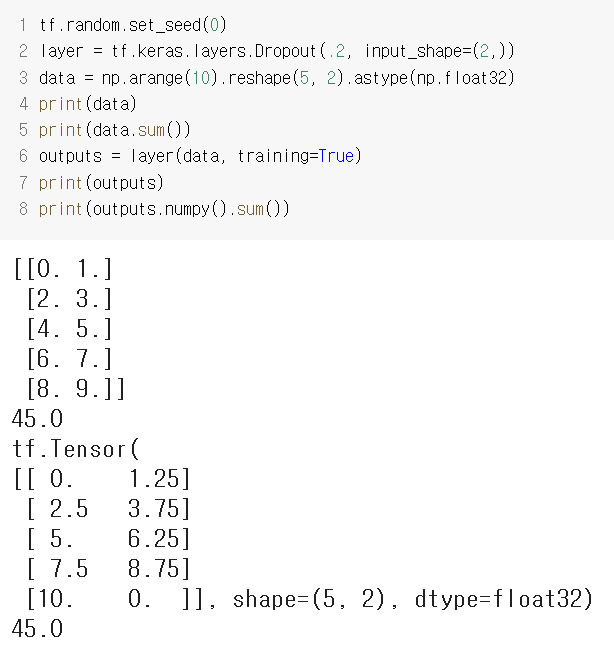 1 tf.random.set_seed(0)
2 layer = tf.keras.layers.Dropout(.2, input_shape=(2,))
3 data = np.arange(10).reshape(5, 2).astype(np.float32)
4 print(data)
5 print(data.sum())
6 outputs = layer(data, training=True)
7 print(outputs)
8 print(outputs.numpy().sum())
[[0. 1.]
 [2. 3.]
 [4. 5.]
 [6. 7.]
 [8. 9.]]
45.0
tf.Tensor(
[[ 0.    1.25]
 [ 2.5   3.75]
 [ 5.    6.25]
 [ 7.5   8.75]
 [10.    0.  ]], shape=(5, 2), dtype=float32)
45.0